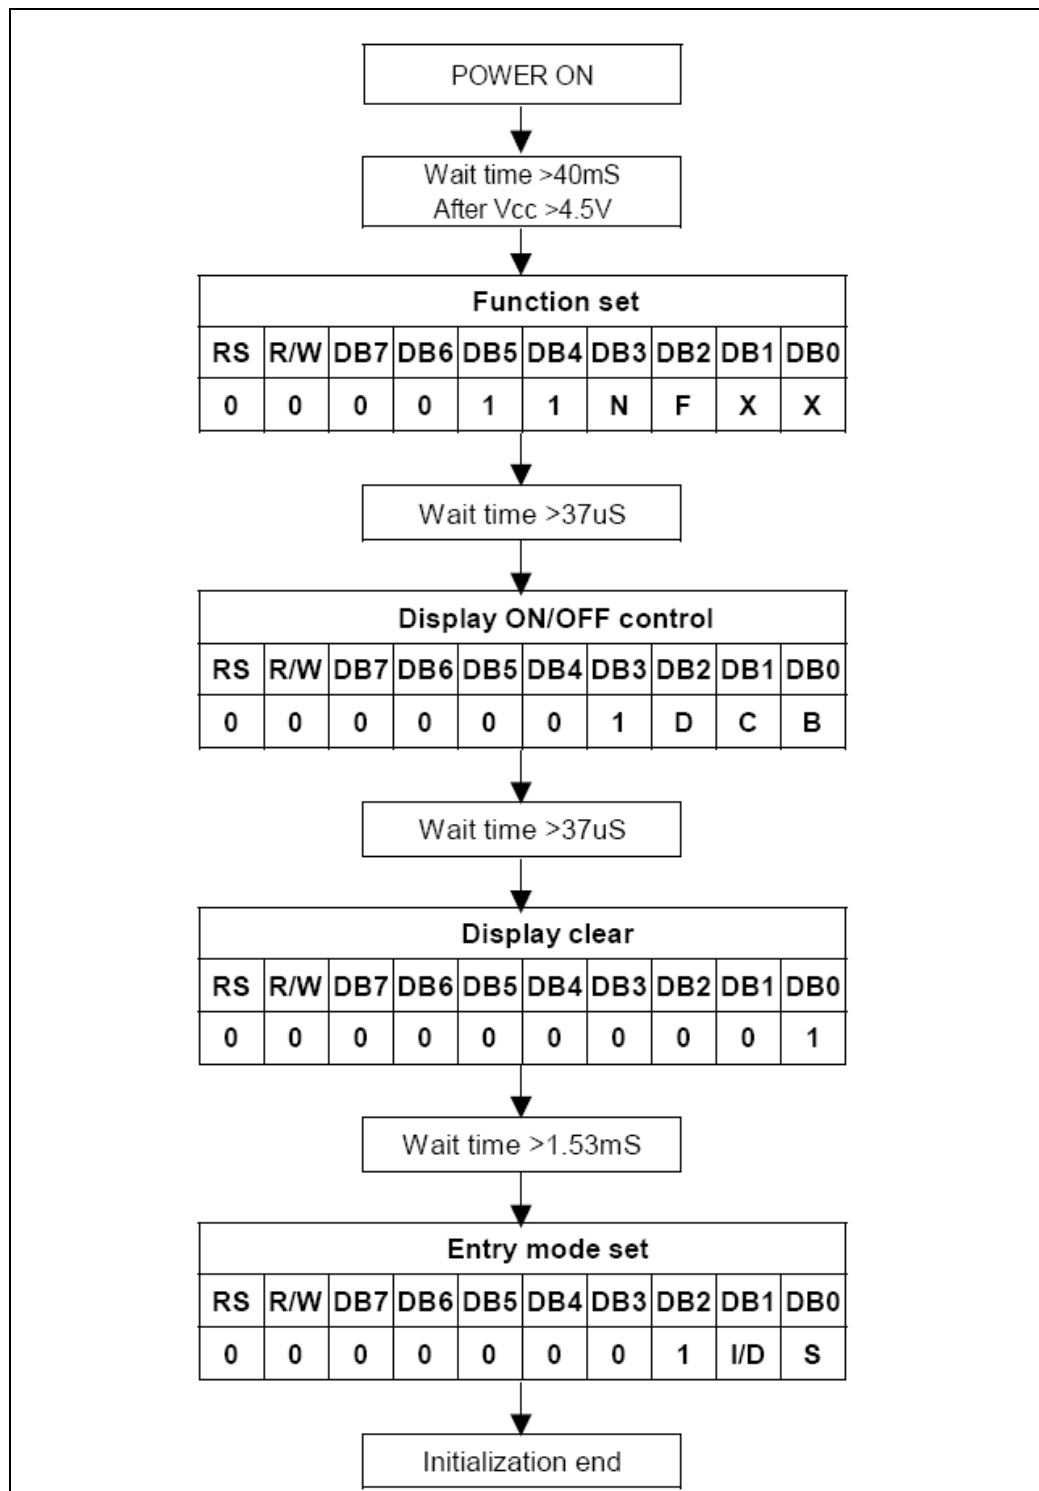 POWER ON
Wait time >40mS
After Vcc >4.5V
Function set
RS R/W DB7 DB6 DB5 DB4 DB3 DB2 DB1 DB0
0 0 0 0 1 1 N F X X
Wait time >37uS
Display ON/OFF control
RS R/W DB7 DB6 DB5 DB4 DB3 DB2 DB1 DB0
0 0 0 0 0 0 1 D C B
Wait time >37uS
Display clear
RS R/W DB7 DB6 DB5 DB4 DB3 DB2 DB1 DB0
0 0 0 0 0 0 0 0 0 1
Wait time >1.53mS
Entry mode set
RS R/W DB7 DB6 DB5 DB4 DB3 DB2 DB1 DB0
0 0 0 0 0 0 0 1 I/D S
Initialization end